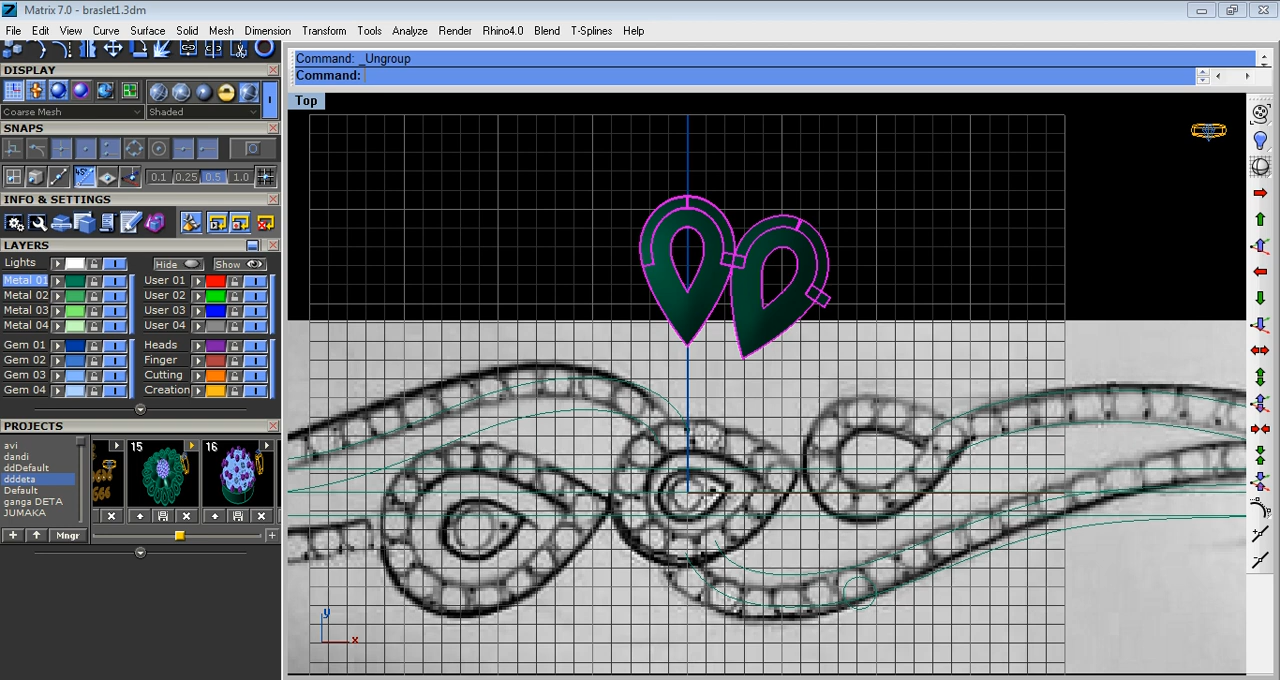 Matrix 7.0 - braslet1.3dm
File Edit View Curve Surface Solid Mesh Dimension Transform Tools Analyze Render Rhino4.0 Blend T-Splines Help
Command: _Ungroup
Command:
Top
DISPLAY
Coarse Mesh Shaded
SNAPS
45°
0.1 0.25 0.5 1.0
INFO & SETTINGS
LAYERS
Lights Hide Show
Metal 01 User 01
Metal 02 User 02
Metal 03 User 03
Metal 04 User 04
Gem 01 Heads
Gem 02 Finger
Gem 03 Cutting
Gem 04 Creation
PROJECTS
avi
dandi
ddDefault
dddeta
Default
ganga DETA
JUMAKA
15 16
666
Mngr
y
x